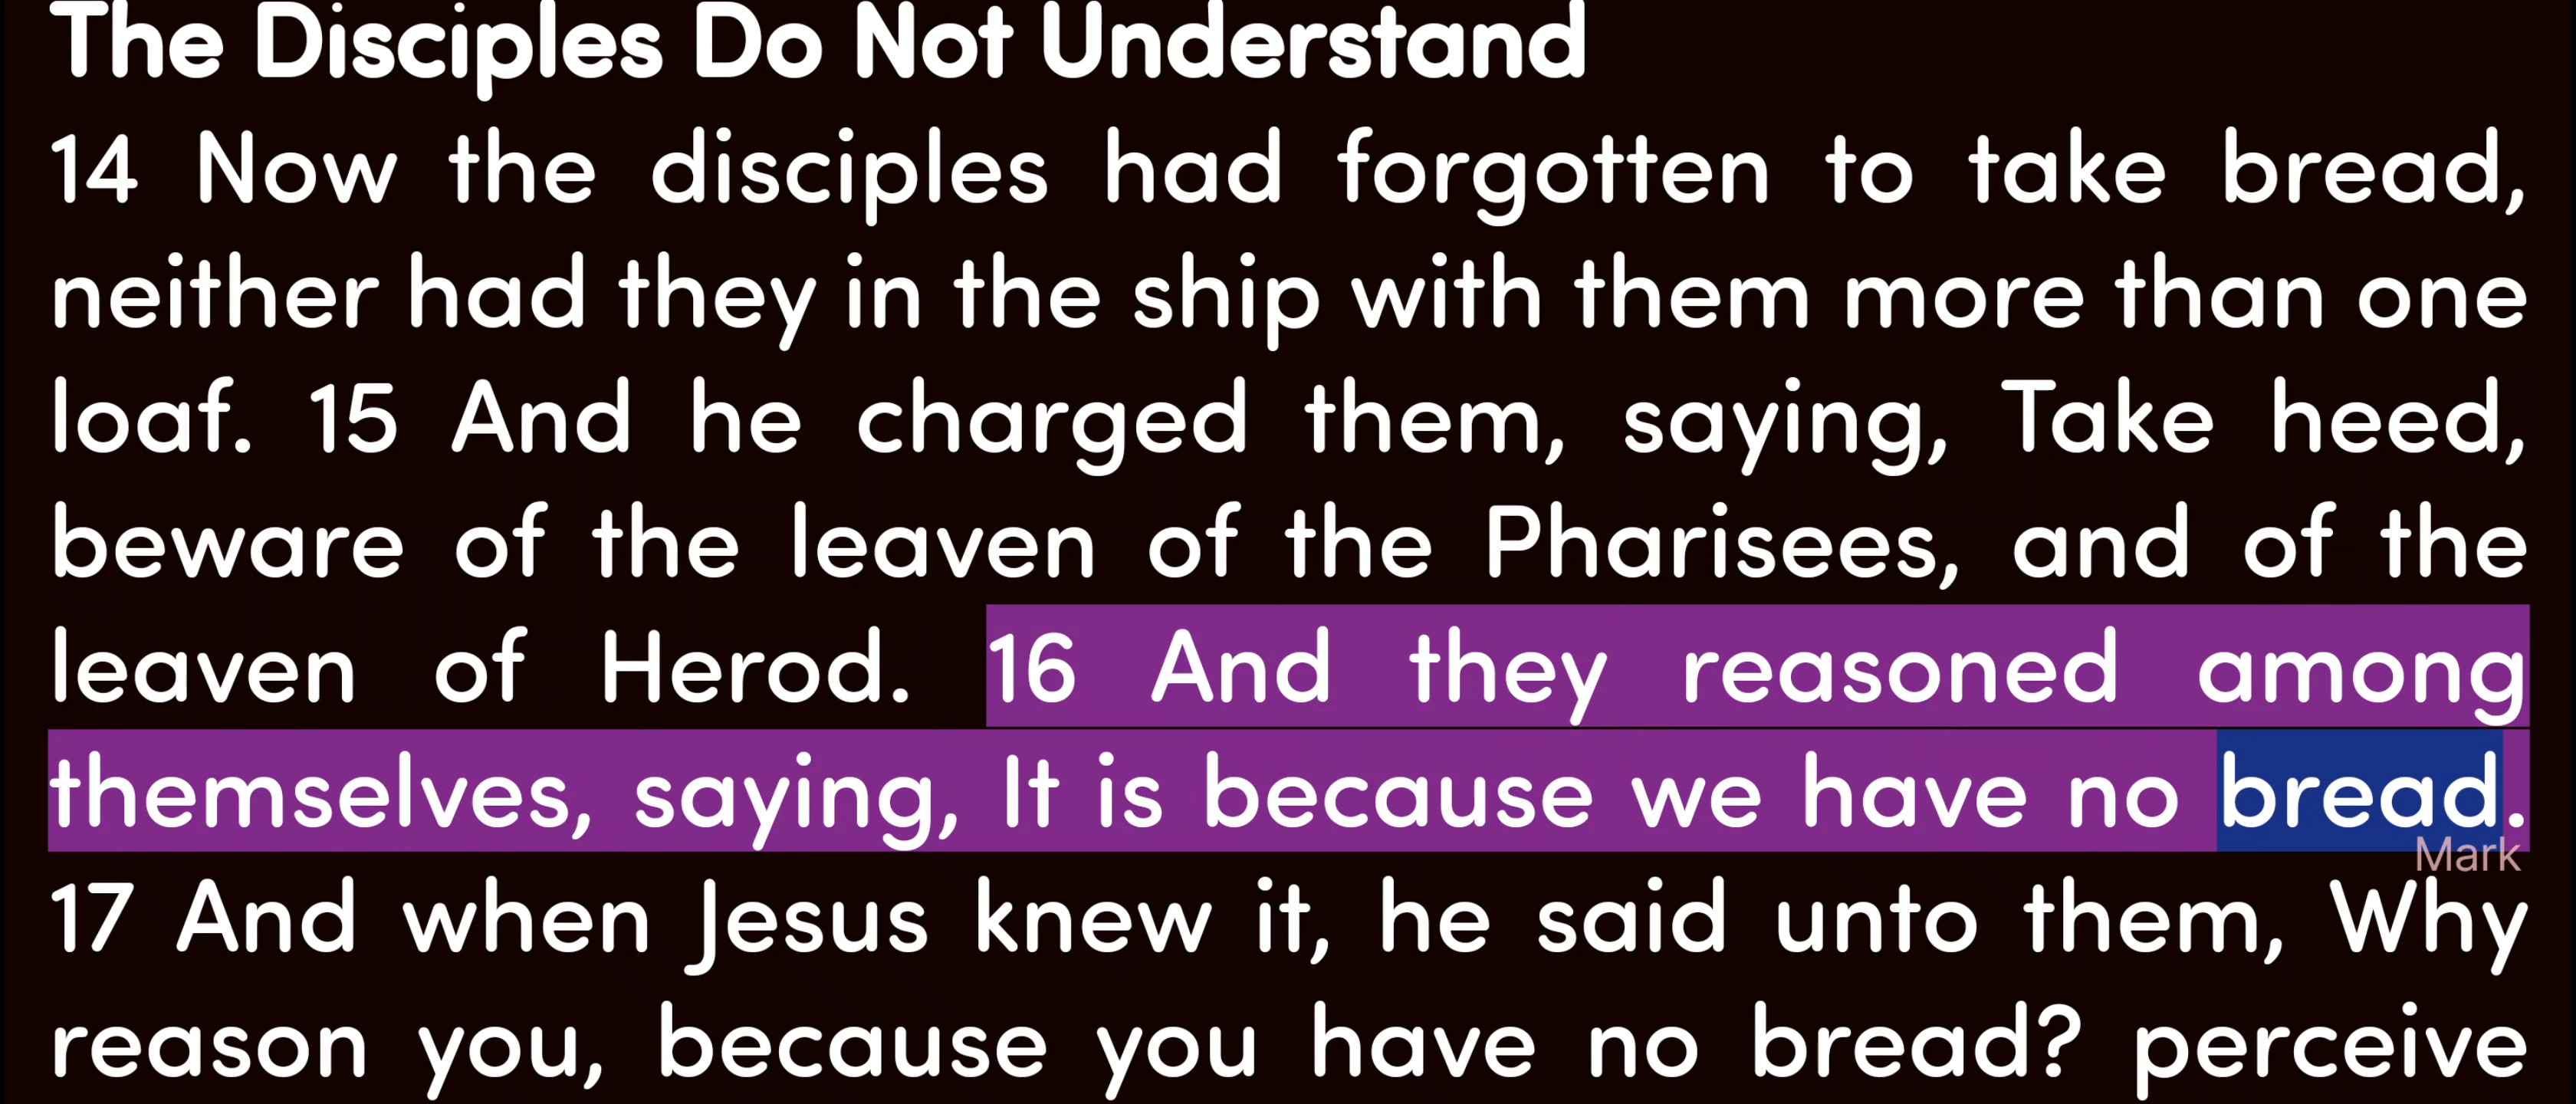 The Disciples Do Not Understand
14 Now the disciples had forgotten to take bread,
neither had they in the ship with them more than one
loaf. 15 And he charged them, saying, Take heed,
beware of the leaven of the Pharisees, and of the
leaven of Herod. 16 And they reasoned among
themselves, saying, It is because we have no bread.
Mark
17 And when Jesus knew it, he said unto them, Why
reason you, because you have no bread? perceive